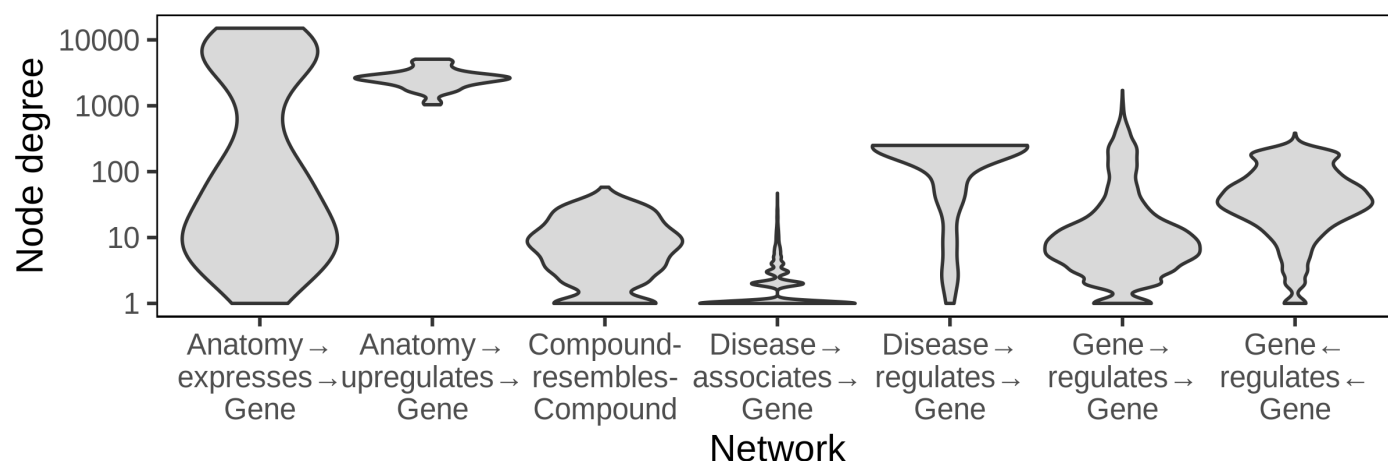 Node degree
10000
1000
100
10
1
Anatomy→ Anatomy→ Compound- Disease→ Disease→ Gene→ Gene←
expresses→ upregulates→ resembles- associates→ regulates→ regulates→ regulates←
Gene Gene Compound Gene Gene Gene Gene
Network